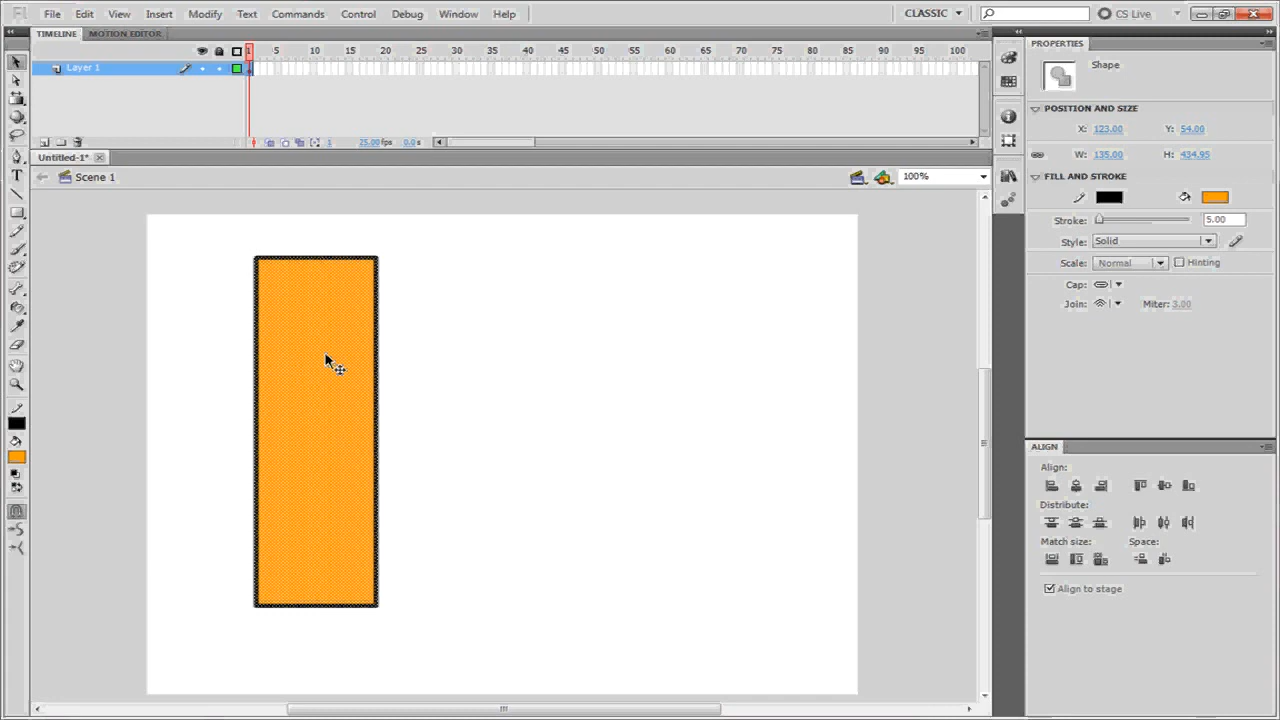 Fl File Edit View Insert Modify Text Commands Control Debug Window Help CLASSIC CS Live
TIMELINE MOTION EDITOR
1 5 10 15 20 25 30 35 40 45 50 55 60 65 70 75 80 85 90 95 100
Layer 1
1 25.00 fps 0.0 s
Untitled-1*
Scene 1 100%
PROPERTIES
Shape
POSITION AND SIZE
X: 123.00 Y: 54.00
W: 135.00 H: 434.95
FILL AND STROKE
Stroke: 5.00
Style: Solid
Scale: Normal Hinting
Cap:
Join: Miter: 3.00
ALIGN
Align:
Distribute:
Match size: Space:
Align to stage